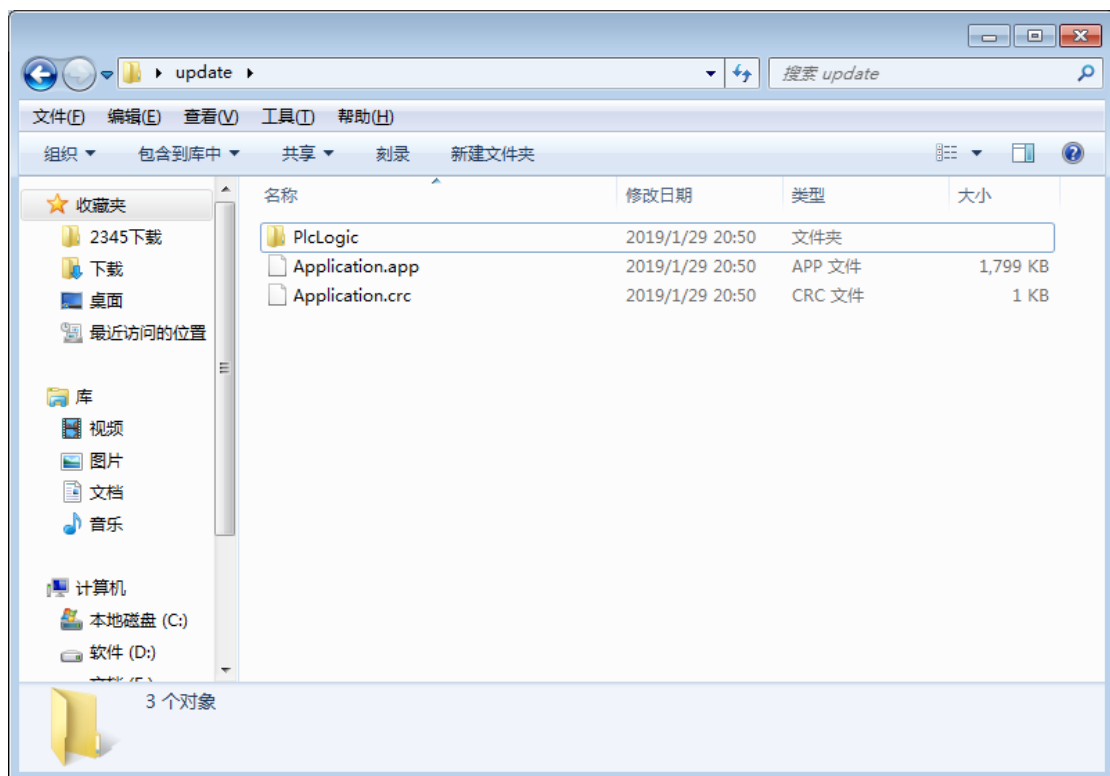 update
搜索 update
文件(F) 编辑(E) 查看(V) 工具(T) 帮助(H)
组织 包含到库中 共享 刻录 新建文件夹
收藏夹
2345下载
下载
桌面
最近访问的位置
库
视频
图片
文档
音乐
计算机
本地磁盘 (C:)
软件 (D:)
名称 修改日期 类型 大小
PlcLogic 2019/1/29 20:50 文件夹
Application.app 2019/1/29 20:50 APP 文件 1,799 KB
Application.crc 2019/1/29 20:50 CRC 文件 1 KB
3 个对象